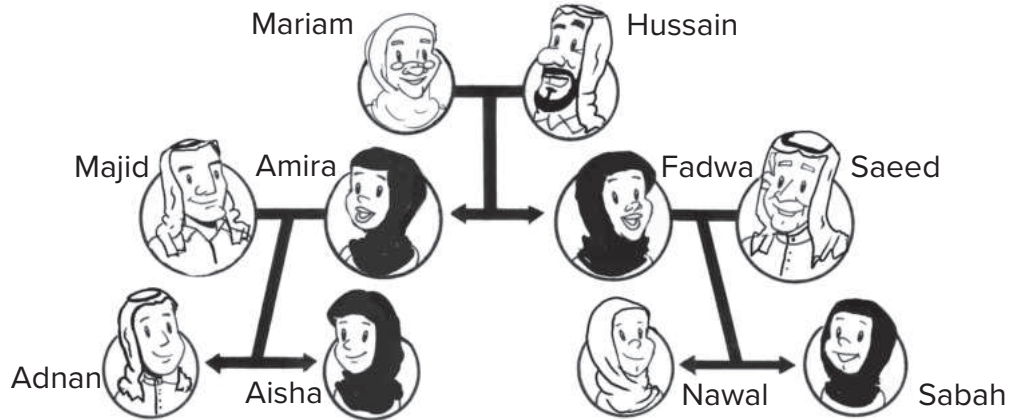 Mariam
Hussain
Majid
Amira
Fadwa
Saeed
Adnan
Aisha
Nawal
Sabah